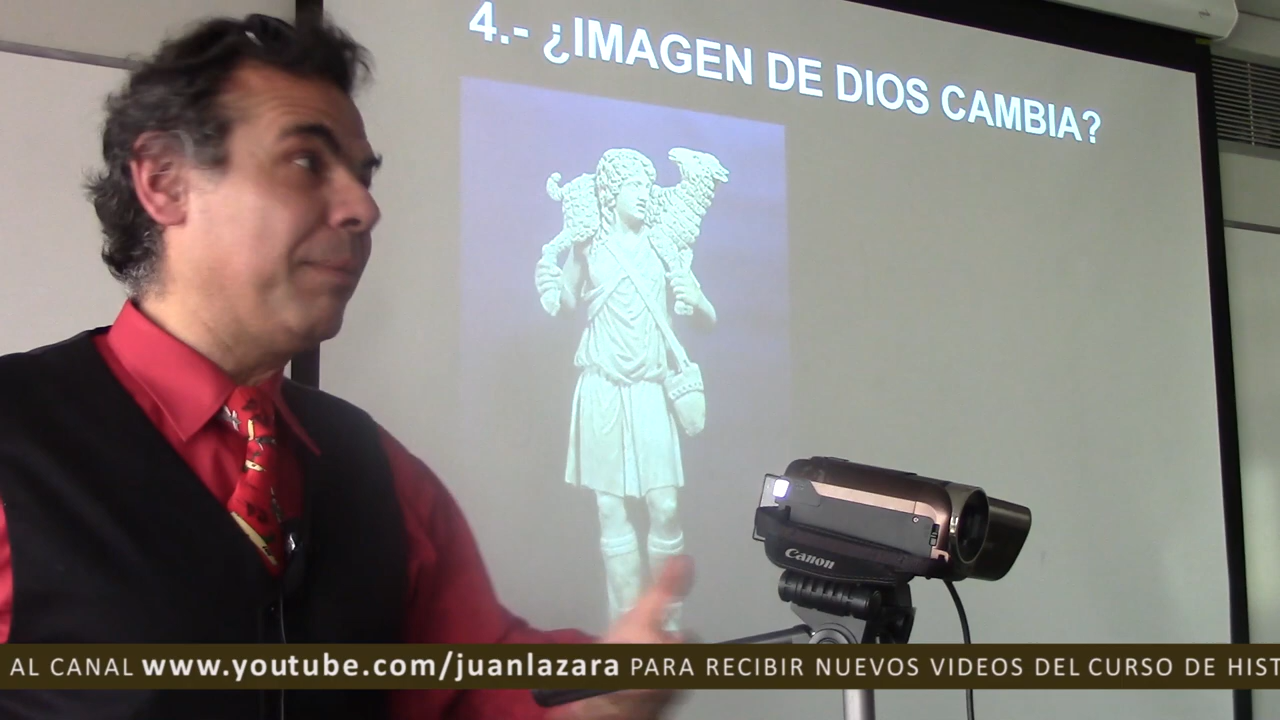 4.- ¿IMAGEN DE DIOS CAMBIA?
Canon
AL CANAL www.youtube.com/juanlazara PARA RECIBIR NUEVOS VIDEOS DEL CURSO DE HIST